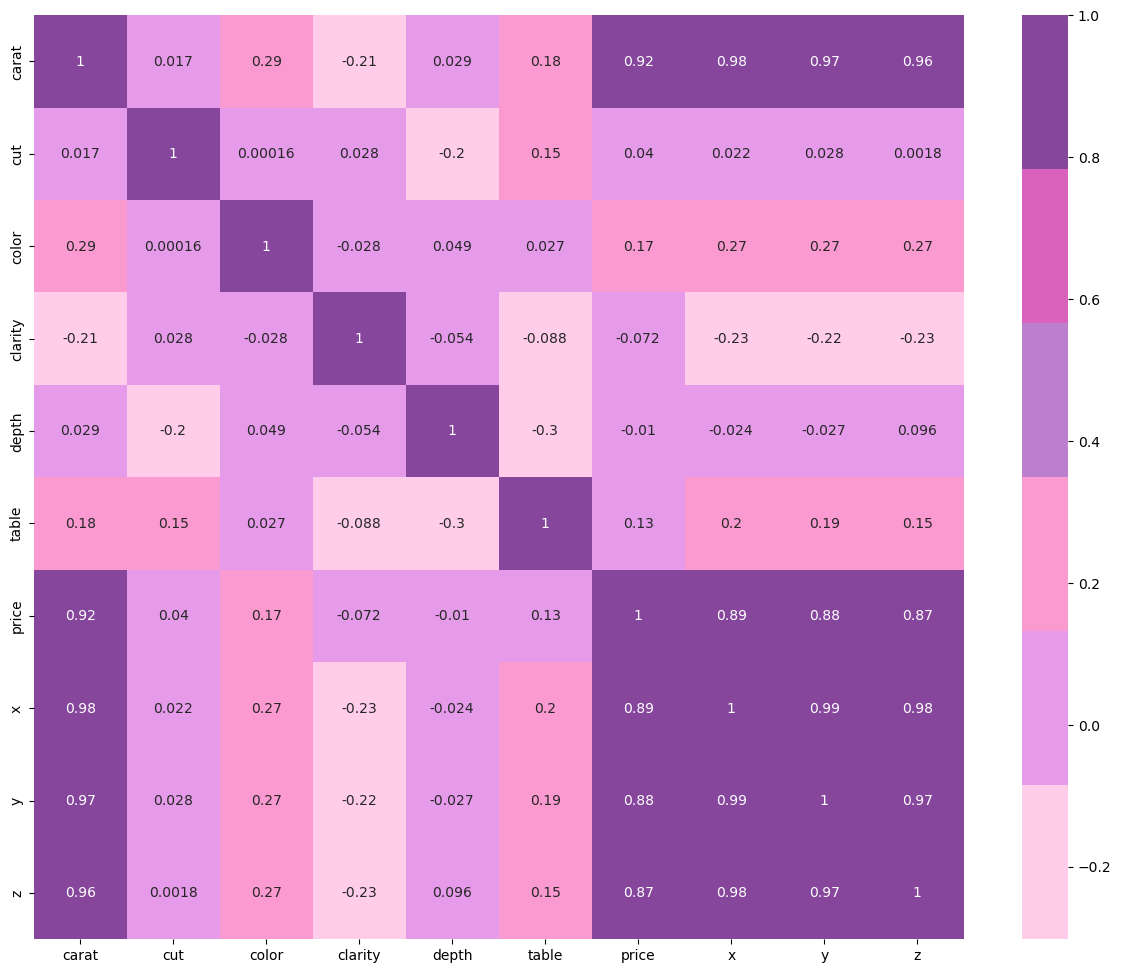 carat 1 0.017 0.29 -0.21 0.029 0.18 0.92 0.98 0.97 0.96
cut 0.017 1 0.00016 0.028 -0.2 0.15 0.04 0.022 0.028 0.0018
color 0.29 0.00016 1 -0.028 0.049 0.027 0.17 0.27 0.27 0.27
clarity -0.21 0.028 -0.028 1 -0.054 -0.088 -0.072 -0.23 -0.22 -0.23
depth 0.029 -0.2 0.049 -0.054 1 -0.3 -0.01 -0.024 -0.027 0.096
table 0.18 0.15 0.027 -0.088 -0.3 1 0.13 0.2 0.19 0.15
price 0.92 0.04 0.17 -0.072 -0.01 0.13 1 0.89 0.88 0.87
x 0.98 0.022 0.27 -0.23 -0.024 0.2 0.89 1 0.99 0.98
y 0.97 0.028 0.27 -0.22 -0.027 0.19 0.88 0.99 1 0.97
z 0.96 0.0018 0.27 -0.23 0.096 0.15 0.87 0.98 0.97 1
carat cut color clarity depth table price x y z
1.0
0.8
0.6
0.4
0.2
0.0
−0.2